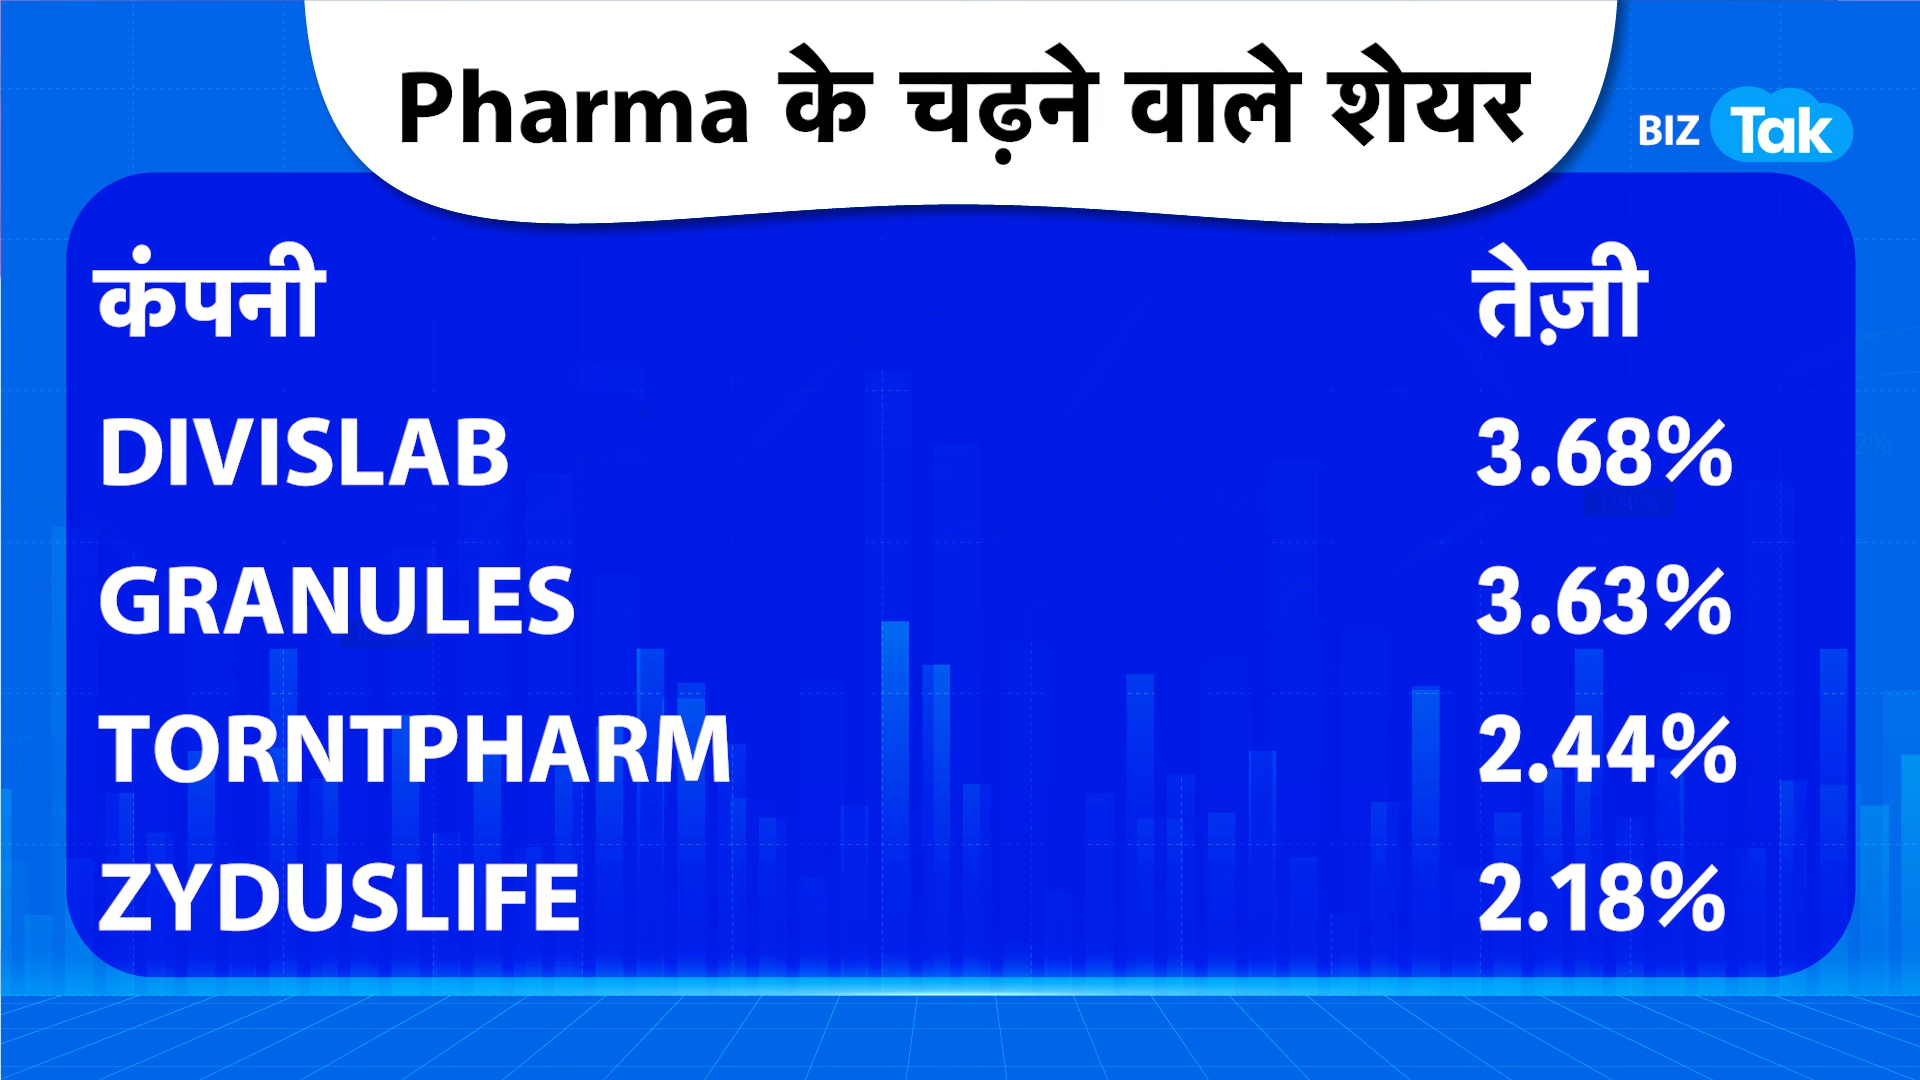 Pharma के चढ़ने वाले शेयर
BIZ Tak
कंपनी तेज़ी
DIVISLAB 3.68%
GRANULES 3.63%
TORNTPHARM 2.44%
ZYDUSLIFE 2.18%